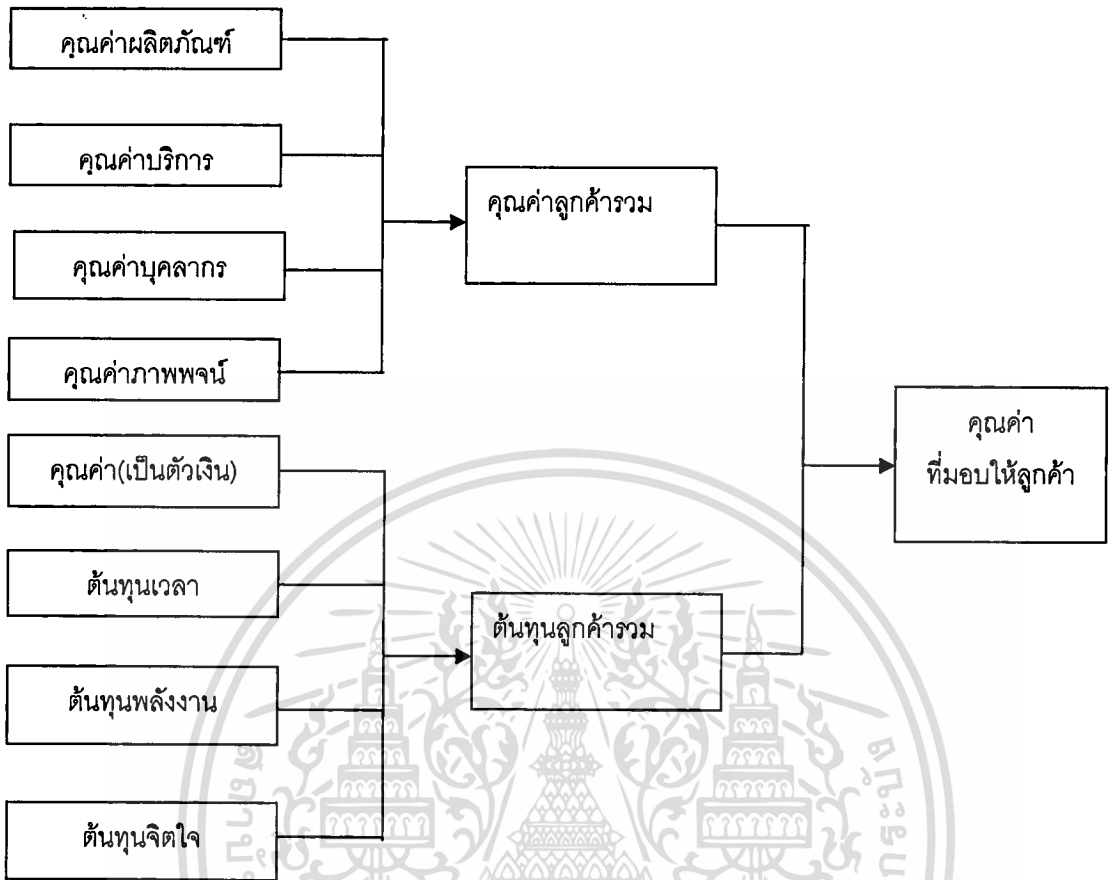 คุณค่าผลิตภัณฑ์
คุณค่าบริการ
คุณค่าบุคลากร
คุณค่าภาพพจน์
คุณค่าลูกค้ารวม
คุณค่า(เป็นตัวเงิน)
ต้นทุนเวลา
ต้นทุนพลังงาน
ต้นทุนจิตใจ
ต้นทุนลูกค้ารวม
คุณค่า
ที่มอบให้ลูกค้า